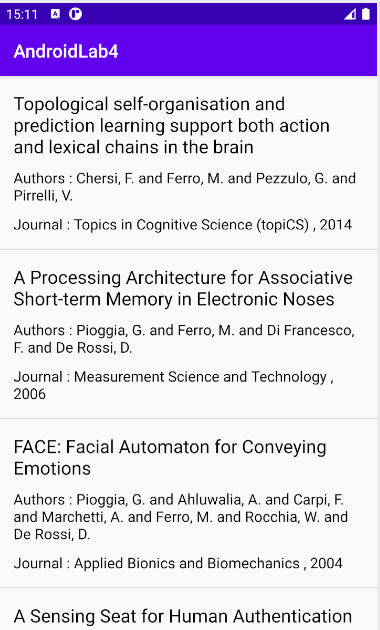 15:11
AndroidLab4
Topological self-organisation and
prediction learning support both action
and lexical chains in the brain
Authors : Chersi, F. and Ferro, M. and Pezzulo, G. and
Pirrelli, V.
Journal : Topics in Cognitive Science (topiCS) , 2014
A Processing Architecture for Associative
Short-term Memory in Electronic Noses
Authors : Pioggia, G. and Ferro, M. and Di Francesco,
F. and De Rossi, D.
Journal : Measurement Science and Technology ,
2006
FACE: Facial Automaton for Conveying
Emotions
Authors : Pioggia, G. and Ahluwalia, A. and Carpi, F.
and Marchetti, A. and Ferro, M. and Rocchia, W. and
De Rossi, D.
Journal : Applied Bionics and Biomechanics , 2004
A Sensing Seat for Human Authentication